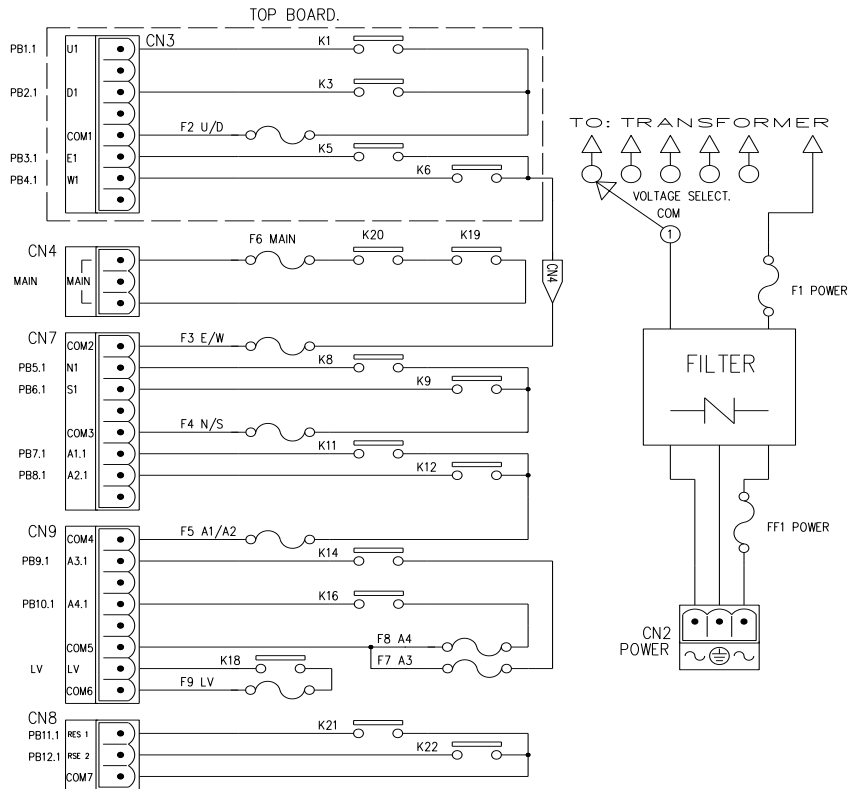 TOP BOARD.
CN3
PB1.1 U1 K1
PB2.1 D1 K3
COM1 F2 U/D
PB3.1 E1 K5
PB4.1 W1 K6
CN4
F6 MAIN K20 K19
MAIN MAIN
CN4
CN7
COM2 F3 E/W
PB5.1 N1 K8
PB6.1 S1 K9
COM3 F4 N/S
PB7.1 A1.1 K11
PB8.1 A2.1 K12
CN9
COM4 F5 A1/A2
PB9.1 A3.1 K14
PB10.1 A4.1 K16
COM5 F8 A4
F7 A3
LV LV K18
COM6 F9 LV
CN8
PB11.1 RES 1 K21
PB12.1 RSE 2 K22
COM7
TO: TRANSFORMER
VOLTAGE SELECT.
COM
1
F1 POWER
FILTER
FF1 POWER
CN2
POWER